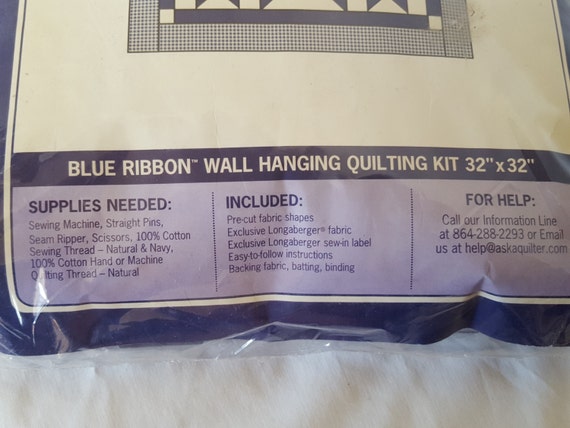 BLUE RIBBON™ WALL HANGING QUILTING KIT 32" x 32"
SUPPLIES NEEDED:
Sewing Machine, Straight Pins,
Seam Ripper, Scissors, 100% Cotton
Sewing Thread – Natural & Navy,
100% Cotton Hand or Machine
Quilting Thread – Natural
INCLUDED:
Pre-cut fabric shapes
Exclusive Longaberger® fabric
Exclusive Longaberger sew-in label
Easy-to-follow instructions
Backing fabric, batting, binding
FOR HELP:
Call our Information Line
at 864-288-2293 or Email
us at help@askaquilter.com